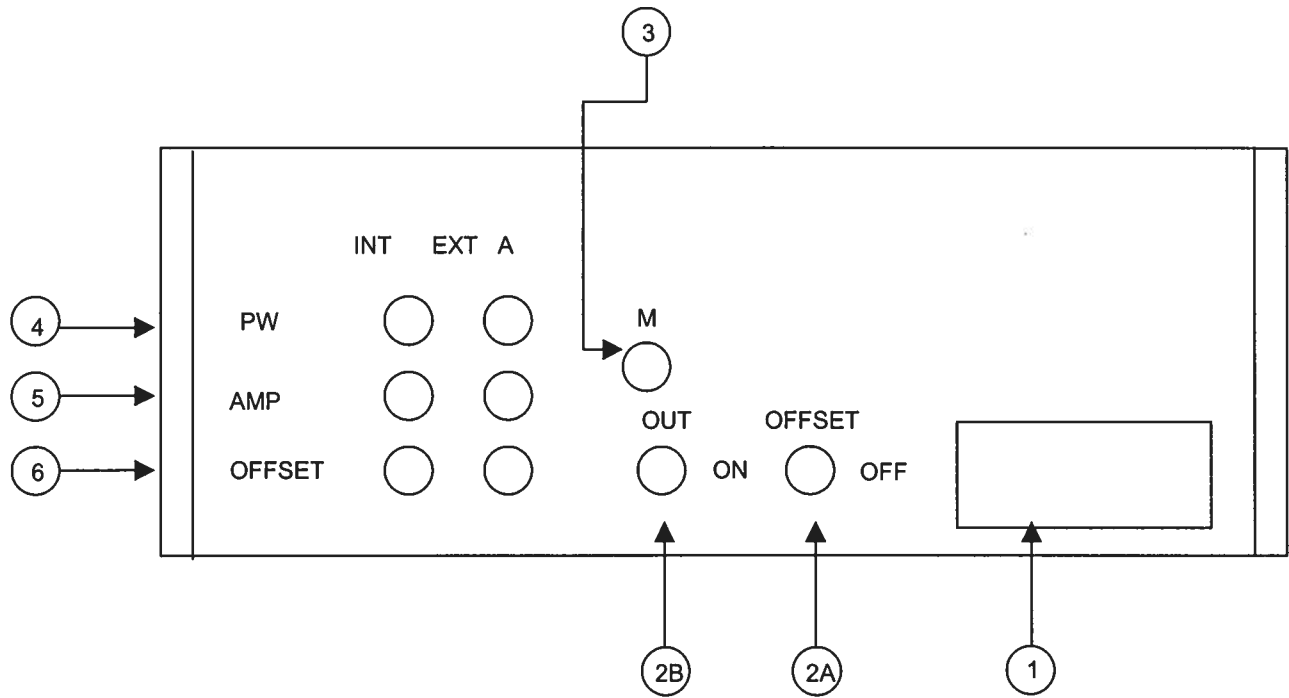 3
INT EXT A
4 PW M
5 AMP
OUT OFFSET
6 OFFSET ON OFF
2B 2A 1